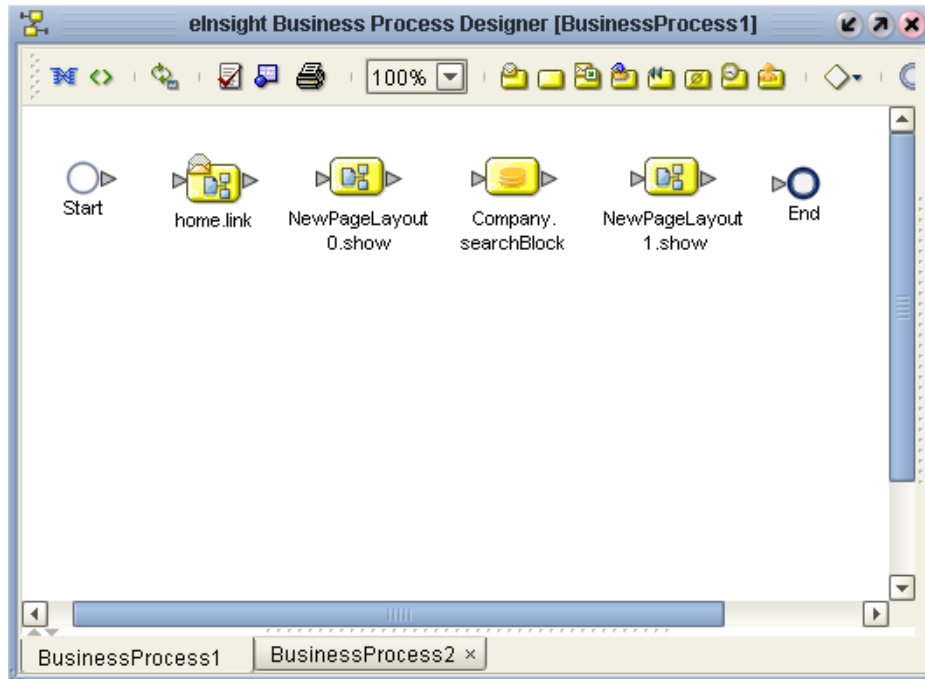 eInsight Business Process Designer [BusinessProcess1]
100%
Start
home.link
NewPageLayout
0.show
Company.
searchBlock
NewPageLayout
1.show
End
BusinessProcess1
BusinessProcess2 ×